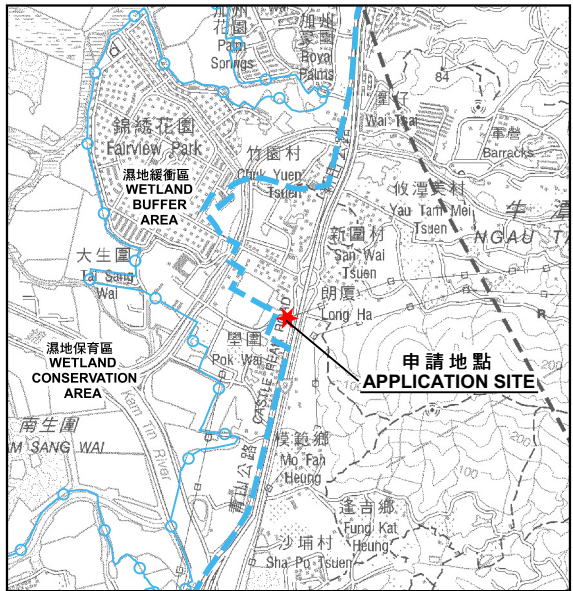 加州
花園
Palm
Springs
加州
豪園
Royal
Palms
84
圍仔
Wai Tsai
軍營
Barracks
錦綉花園
Fairview Park
竹園村
Chuk Yuen
Tsuen
攸潭美村
Yau Tam Mei
Tsuen
牛潭
NGAU T
濕地緩衝區
WETLAND
BUFFER
AREA
新圍村
San Wai
Tsuen
大生圍
Tai Sang
Wai
朗廈
Long Ha
R
壆圍
Pok Wai
CASTLE PEAK ROAD
濕地保育區
WETLAND
CONSERVATION
AREA
申請地點
APPLICATION SITE
Kam Tin River
南生圍
M SANG WAI
200
200
100
青山公路
模範鄉
Mo Fan
Heung
逢吉鄉
Fung Kat
Heung
沙埔村
Sha Po Tsuen